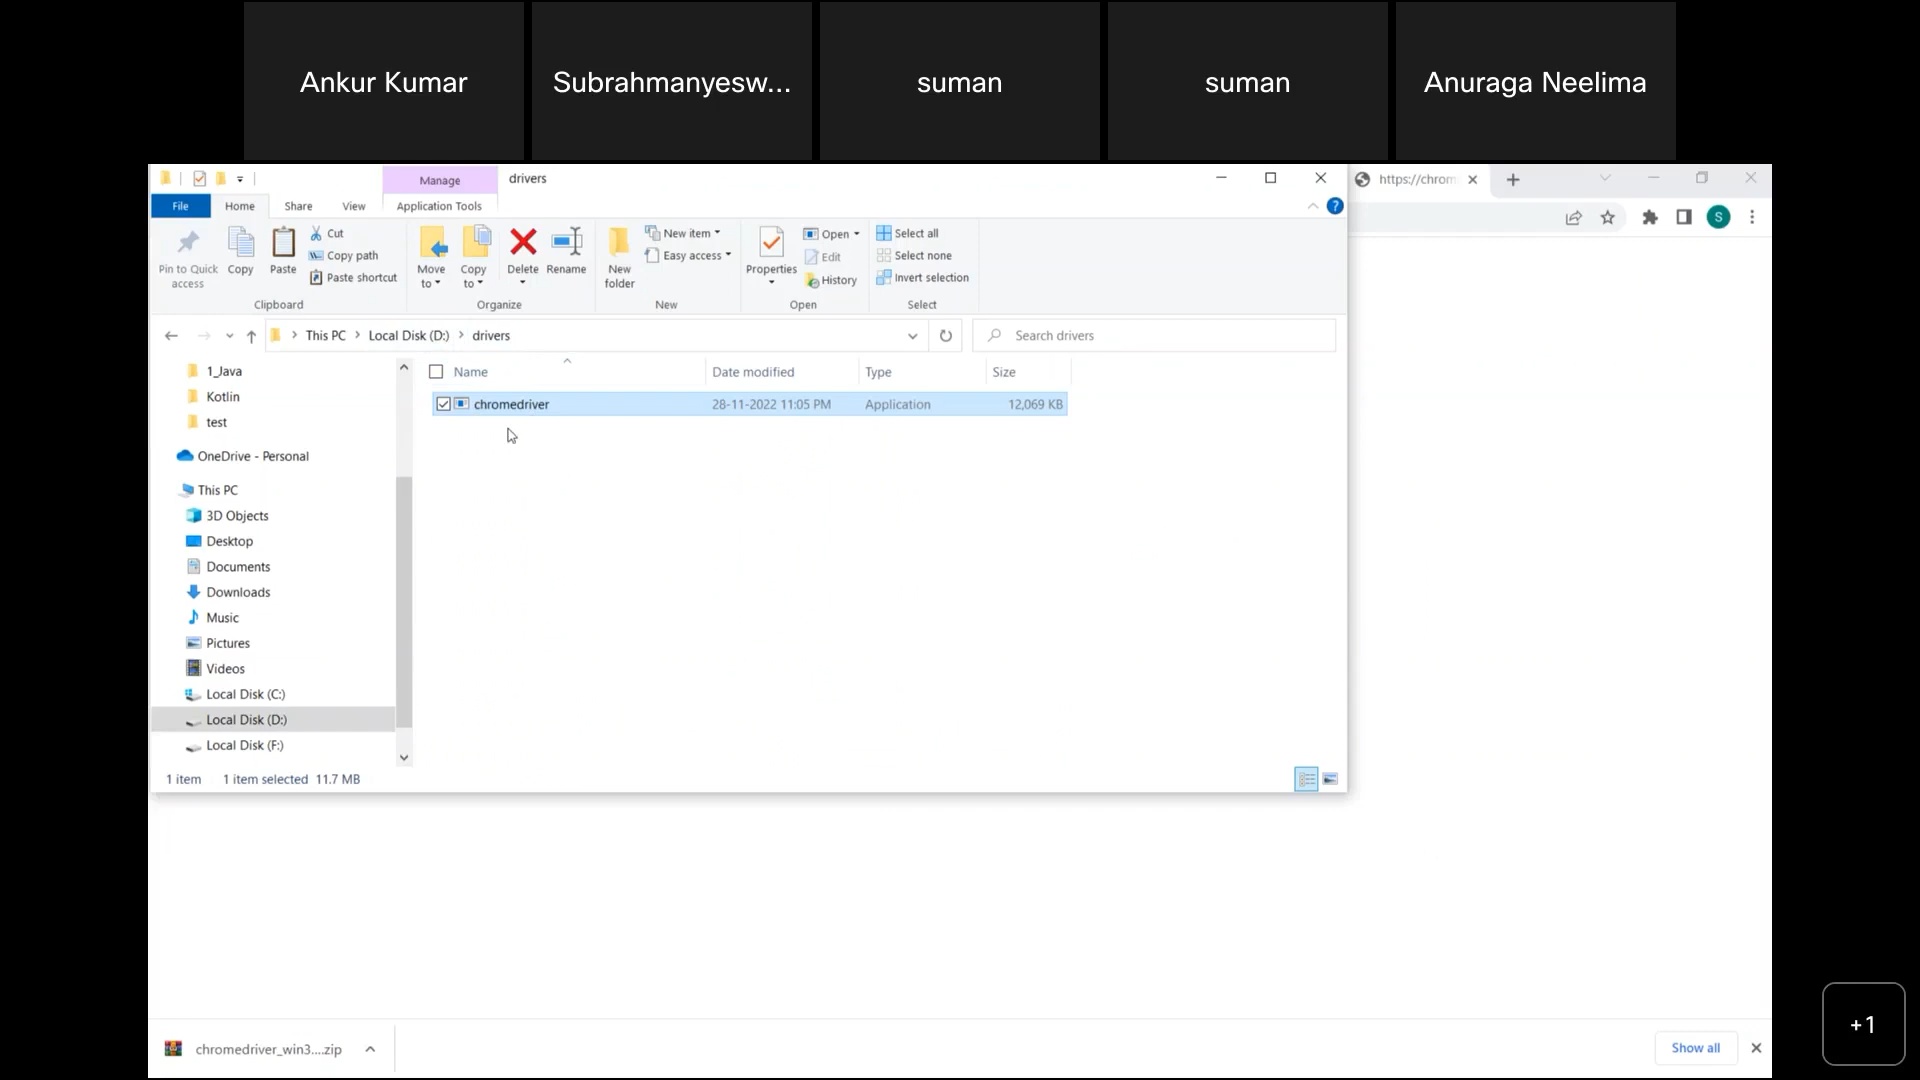 Ankur Kumar
Subrahmanyesw...
suman
suman
Anuraga Neelima
Manage
drivers
https://chrom
File
Home
Share
View
Application Tools
Pin to Quick access
Copy
Paste
Cut
Copy path
Paste shortcut
Clipboard
Move to
Copy to
Delete
Rename
Organize
New folder
New item
Easy access
New
Properties
Open
Edit
History
Open
Select all
Select none
Invert selection
Select
S
This PC > Local Disk (D:) > drivers
Search drivers
Name
Date modified
Type
Size
chromedriver
28-11-2022 11:05 PM
Application
12,069 KB
1_Java
Kotlin
test
OneDrive - Personal
This PC
3D Objects
Desktop
Documents
Downloads
Music
Pictures
Videos
Local Disk (C:)
Local Disk (D:)
Local Disk (F:)
1 item
1 item selected 11.7 MB
chromedriver_win3....zip
Show all
+1